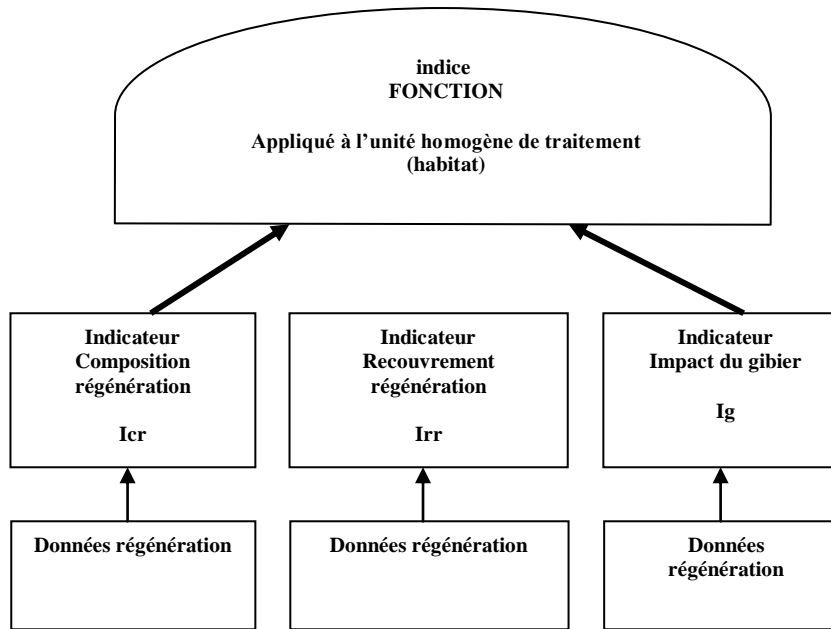 indice
FONCTION
Appliqué à l’unité homogène de traitement
(habitat)
Indicateur
Composition
régénération
Icr
Indicateur
Recouvrement
régénération
Irr
Indicateur
Impact du gibier
Ig
Données régénération
Données régénération
Données
régénération